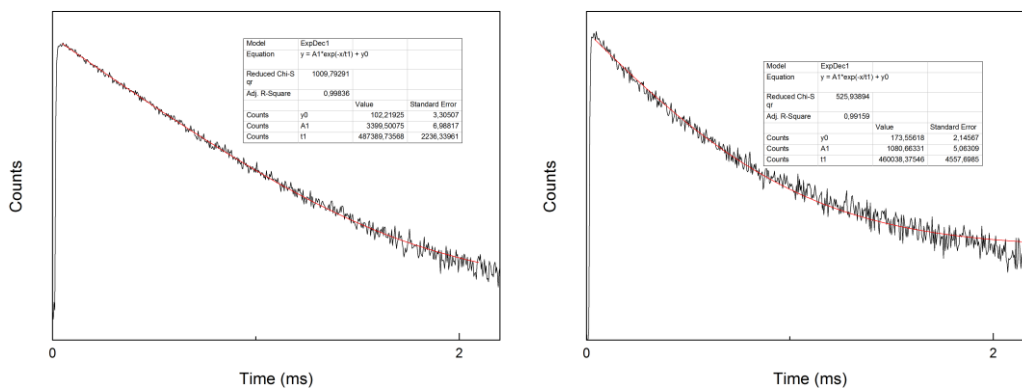 Model ExpDec1
Equation y = A1*exp(-x/t1) + y0
Reduced Chi-S
qr
1009,79291
Adj. R-Square 0,99836
Value Standard Error
Counts y0 102,21925 3,30507
Counts A1 3399,50075 6,98817
Counts t1 487389,73568 2236,33961
Counts
0
2
Time (ms)
Model ExpDec1
Equation y = A1*exp(-x/t1) + y0
Reduced Chi-S
qr
525,93894
Adj. R-Square 0,99159
Value Standard Error
Counts y0 173,55618 2,14567
Counts A1 1080,66331 5,06309
Counts t1 460038,37546 4557,6985
Counts
0
2
Time (ms)